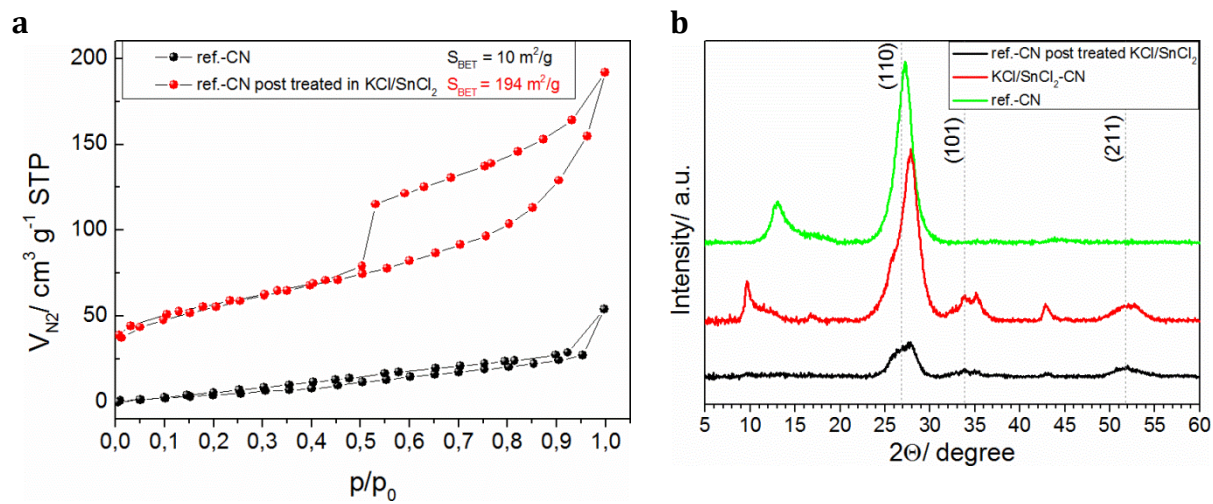 a
200
150
100
50
0
V_N2/ cm³ g⁻¹ STP
ref.-CN S_BET = 10 m²/g
ref.-CN post treated in KCl/SnCl₂ S_BET = 194 m²/g
0,0 0,1 0,2 0,3 0,4 0,5 0,6 0,7 0,8 0,9 1,0
p/p₀
b
Intensity/ a.u.
ref.-CN post treated KCl/SnCl₂
KCl/SnCl₂-CN
ref.-CN
(110)
(101)
(211)
5 10 15 20 25 30 35 40 45 50 55 60
2Θ/ degree